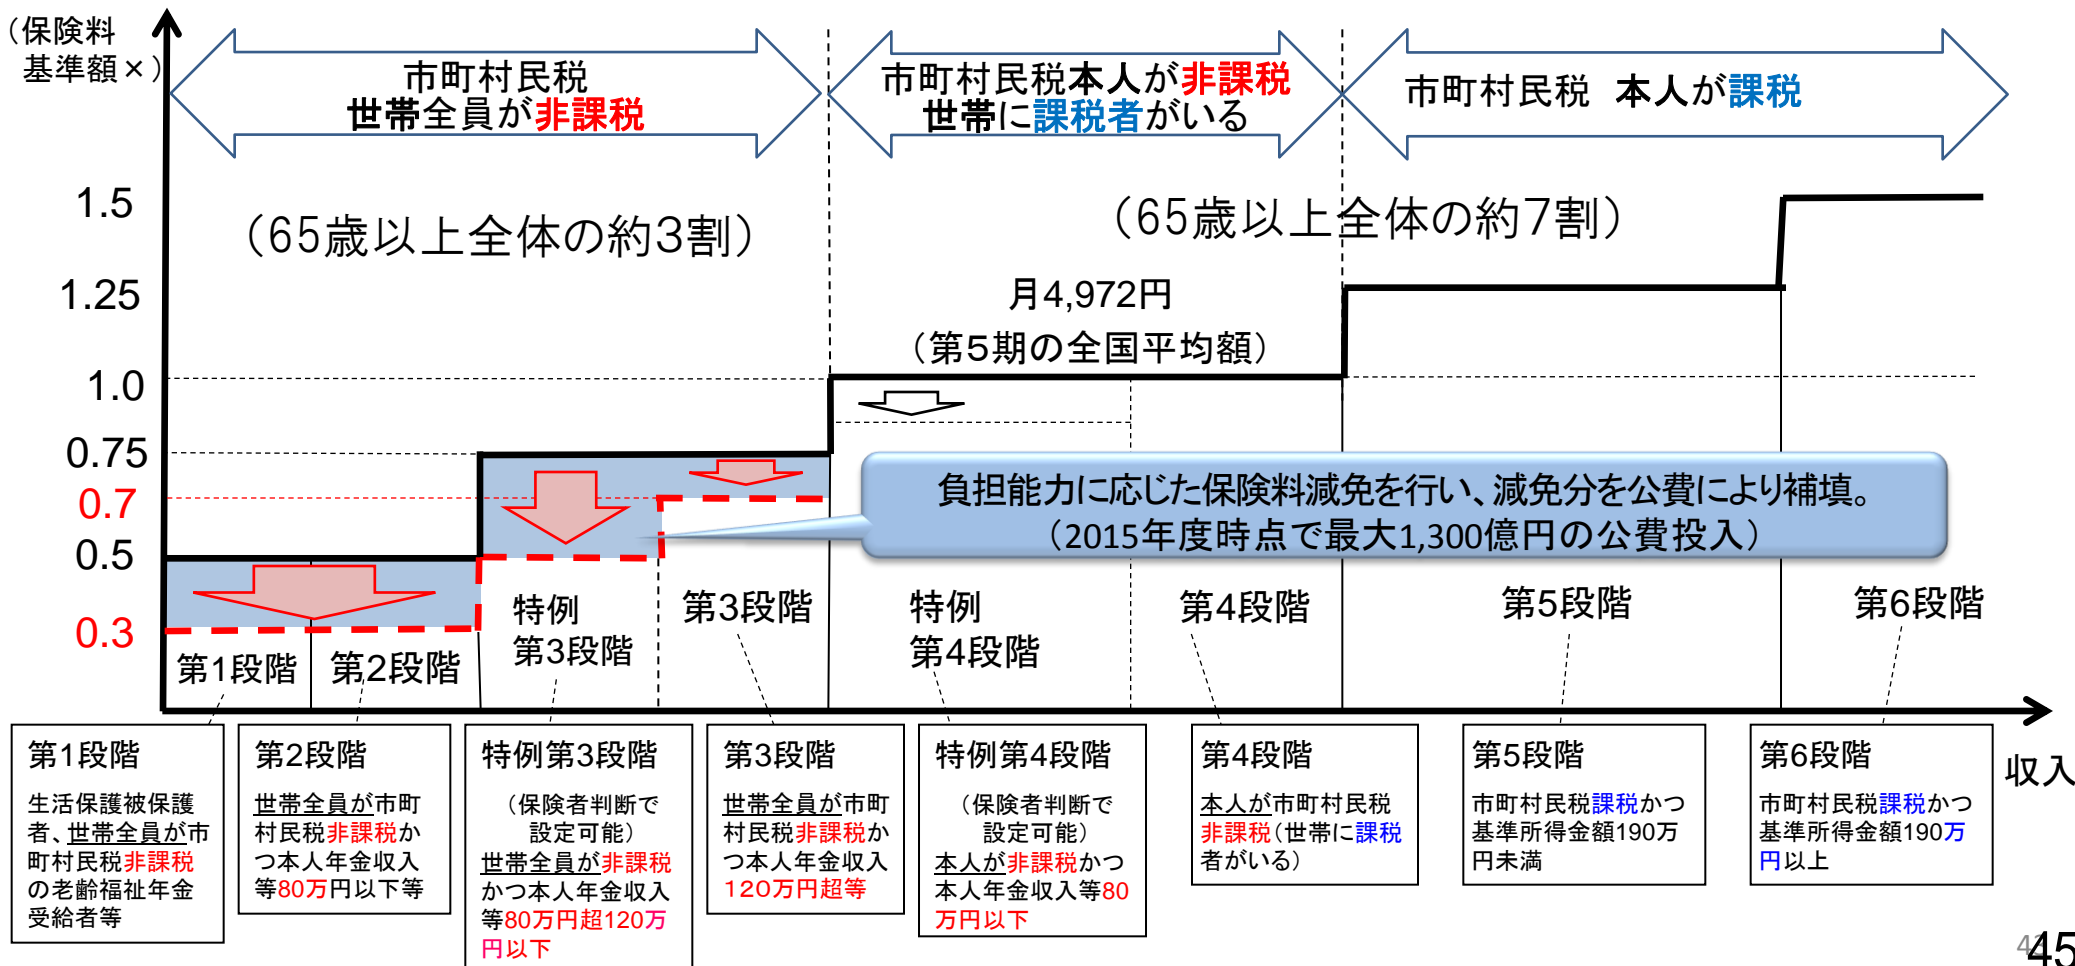 （保険料
基準額×）
市町村民税
世帯全員が非課税
市町村民税本人が非課税
世帯に課税者がいる
市町村民税　本人が課税
1.5
1.25
1.0
0.75
0.7
0.5
0.3
（65歳以上全体の約3割）
（65歳以上全体の約7割）
月4,972円
（第5期の全国平均額）
負担能力に応じた保険料減免を行い、減免分を公費により補填。
（2015年度時点で最大1,300億円の公費投入）
第1段階
第2段階
特例
第3段階
第3段階
特例
第4段階
第4段階
第5段階
第6段階
収入
第1段階
生活保護被保護
者、世帯全員が市
町村民税非課税
の老齢福祉年金
受給者等
第2段階
世帯全員が市町
村民税非課税か
つ本人年金収入
等80万円以下等
特例第3段階
（保険者判断で
設定可能）
世帯全員が非課税
かつ本人年金収入
等80万円超120万
円以下
第3段階
世帯全員が市町
村民税非課税か
つ本人年金収入
１２０万円超等
特例第4段階
（保険者判断で
設定可能）
本人が非課税かつ
本人年金収入等80
万円以下
第4段階
本人が市町村民税
非課税（世帯に課税
者がいる）
第5段階
市町村民税課税かつ
基準所得金額190万
円未満
第6段階
市町村民税課税かつ
基準所得金額190万
円以上
45